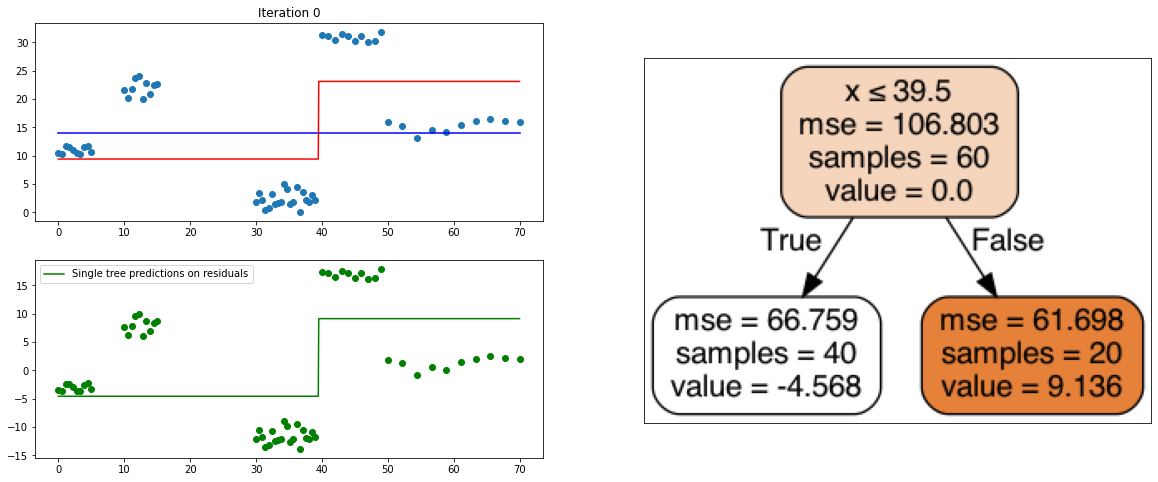 Iteration 0
30
25
20
15
10
5
0
0 10 20 30 40 50 60 70
Single tree predictions on residuals
15
10
5
0
−5
−10
−15
0 10 20 30 40 50 60 70
x ≤ 39.5
mse = 106.803
samples = 60
value = 0.0
True
False
mse = 66.759
samples = 40
value = -4.568
mse = 61.698
samples = 20
value = 9.136